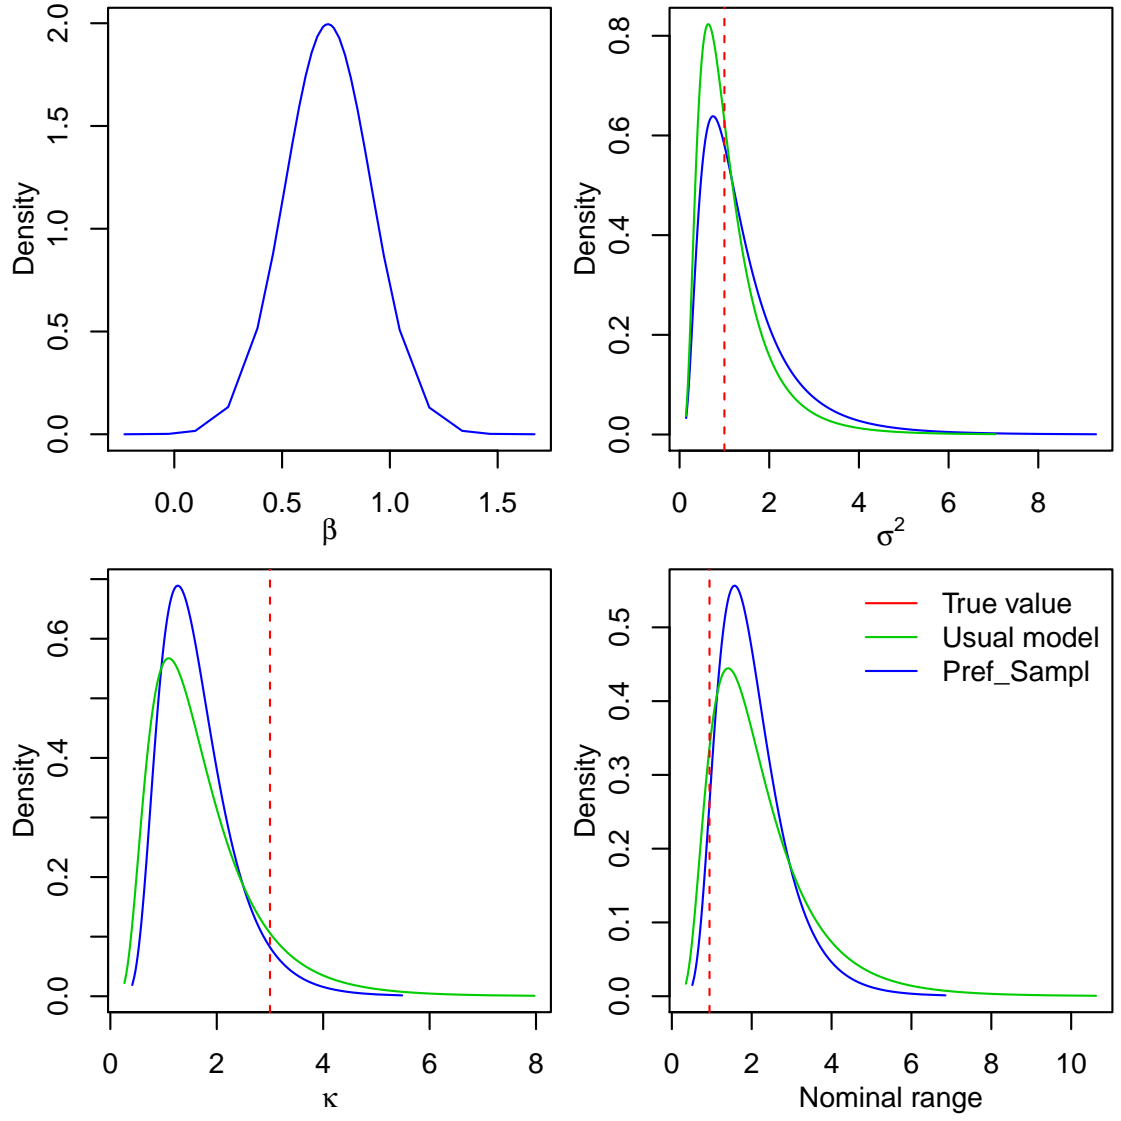 Density
0.0 0.5 1.0 1.5 2.0
0.0 0.5 1.0 1.5
β
Density
0.0 0.2 0.4 0.6 0.8
0 2 4 6 8
σ²
Density
0.0 0.2 0.4 0.6
0 2 4 6 8
κ
Density
0.0 0.1 0.2 0.3 0.4 0.5
True value
Usual model
Pref_Sampl
0 2 4 6 8 10
Nominal range